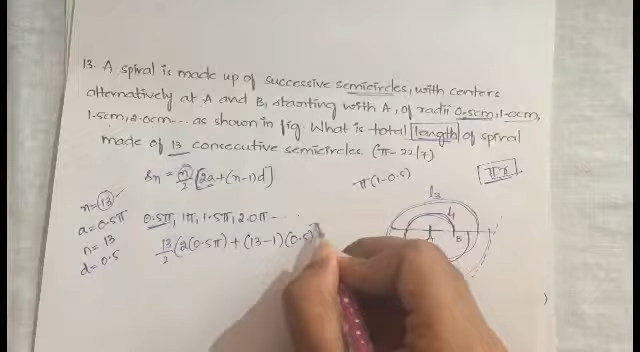 13. A spiral is made up of successive semicircles, with centers
alternatively at A and B, starting with A, of radii 0.5cm, 1.0cm,
1.5cm, 2.0cm... as shown in fig. What is total length of spiral
made of 13 consecutive semicircles. (π-22/7)
Sn = n/2 [2a+(n-1)d]
π(1-0.5)
πr
n=13
a=0.5π
n=13
d=0.5
0.5π, 1π, 1.5π, 2.0π-..
13/2 (2(0.5π) + (13-1)(0.5)
l2
l1
B
)